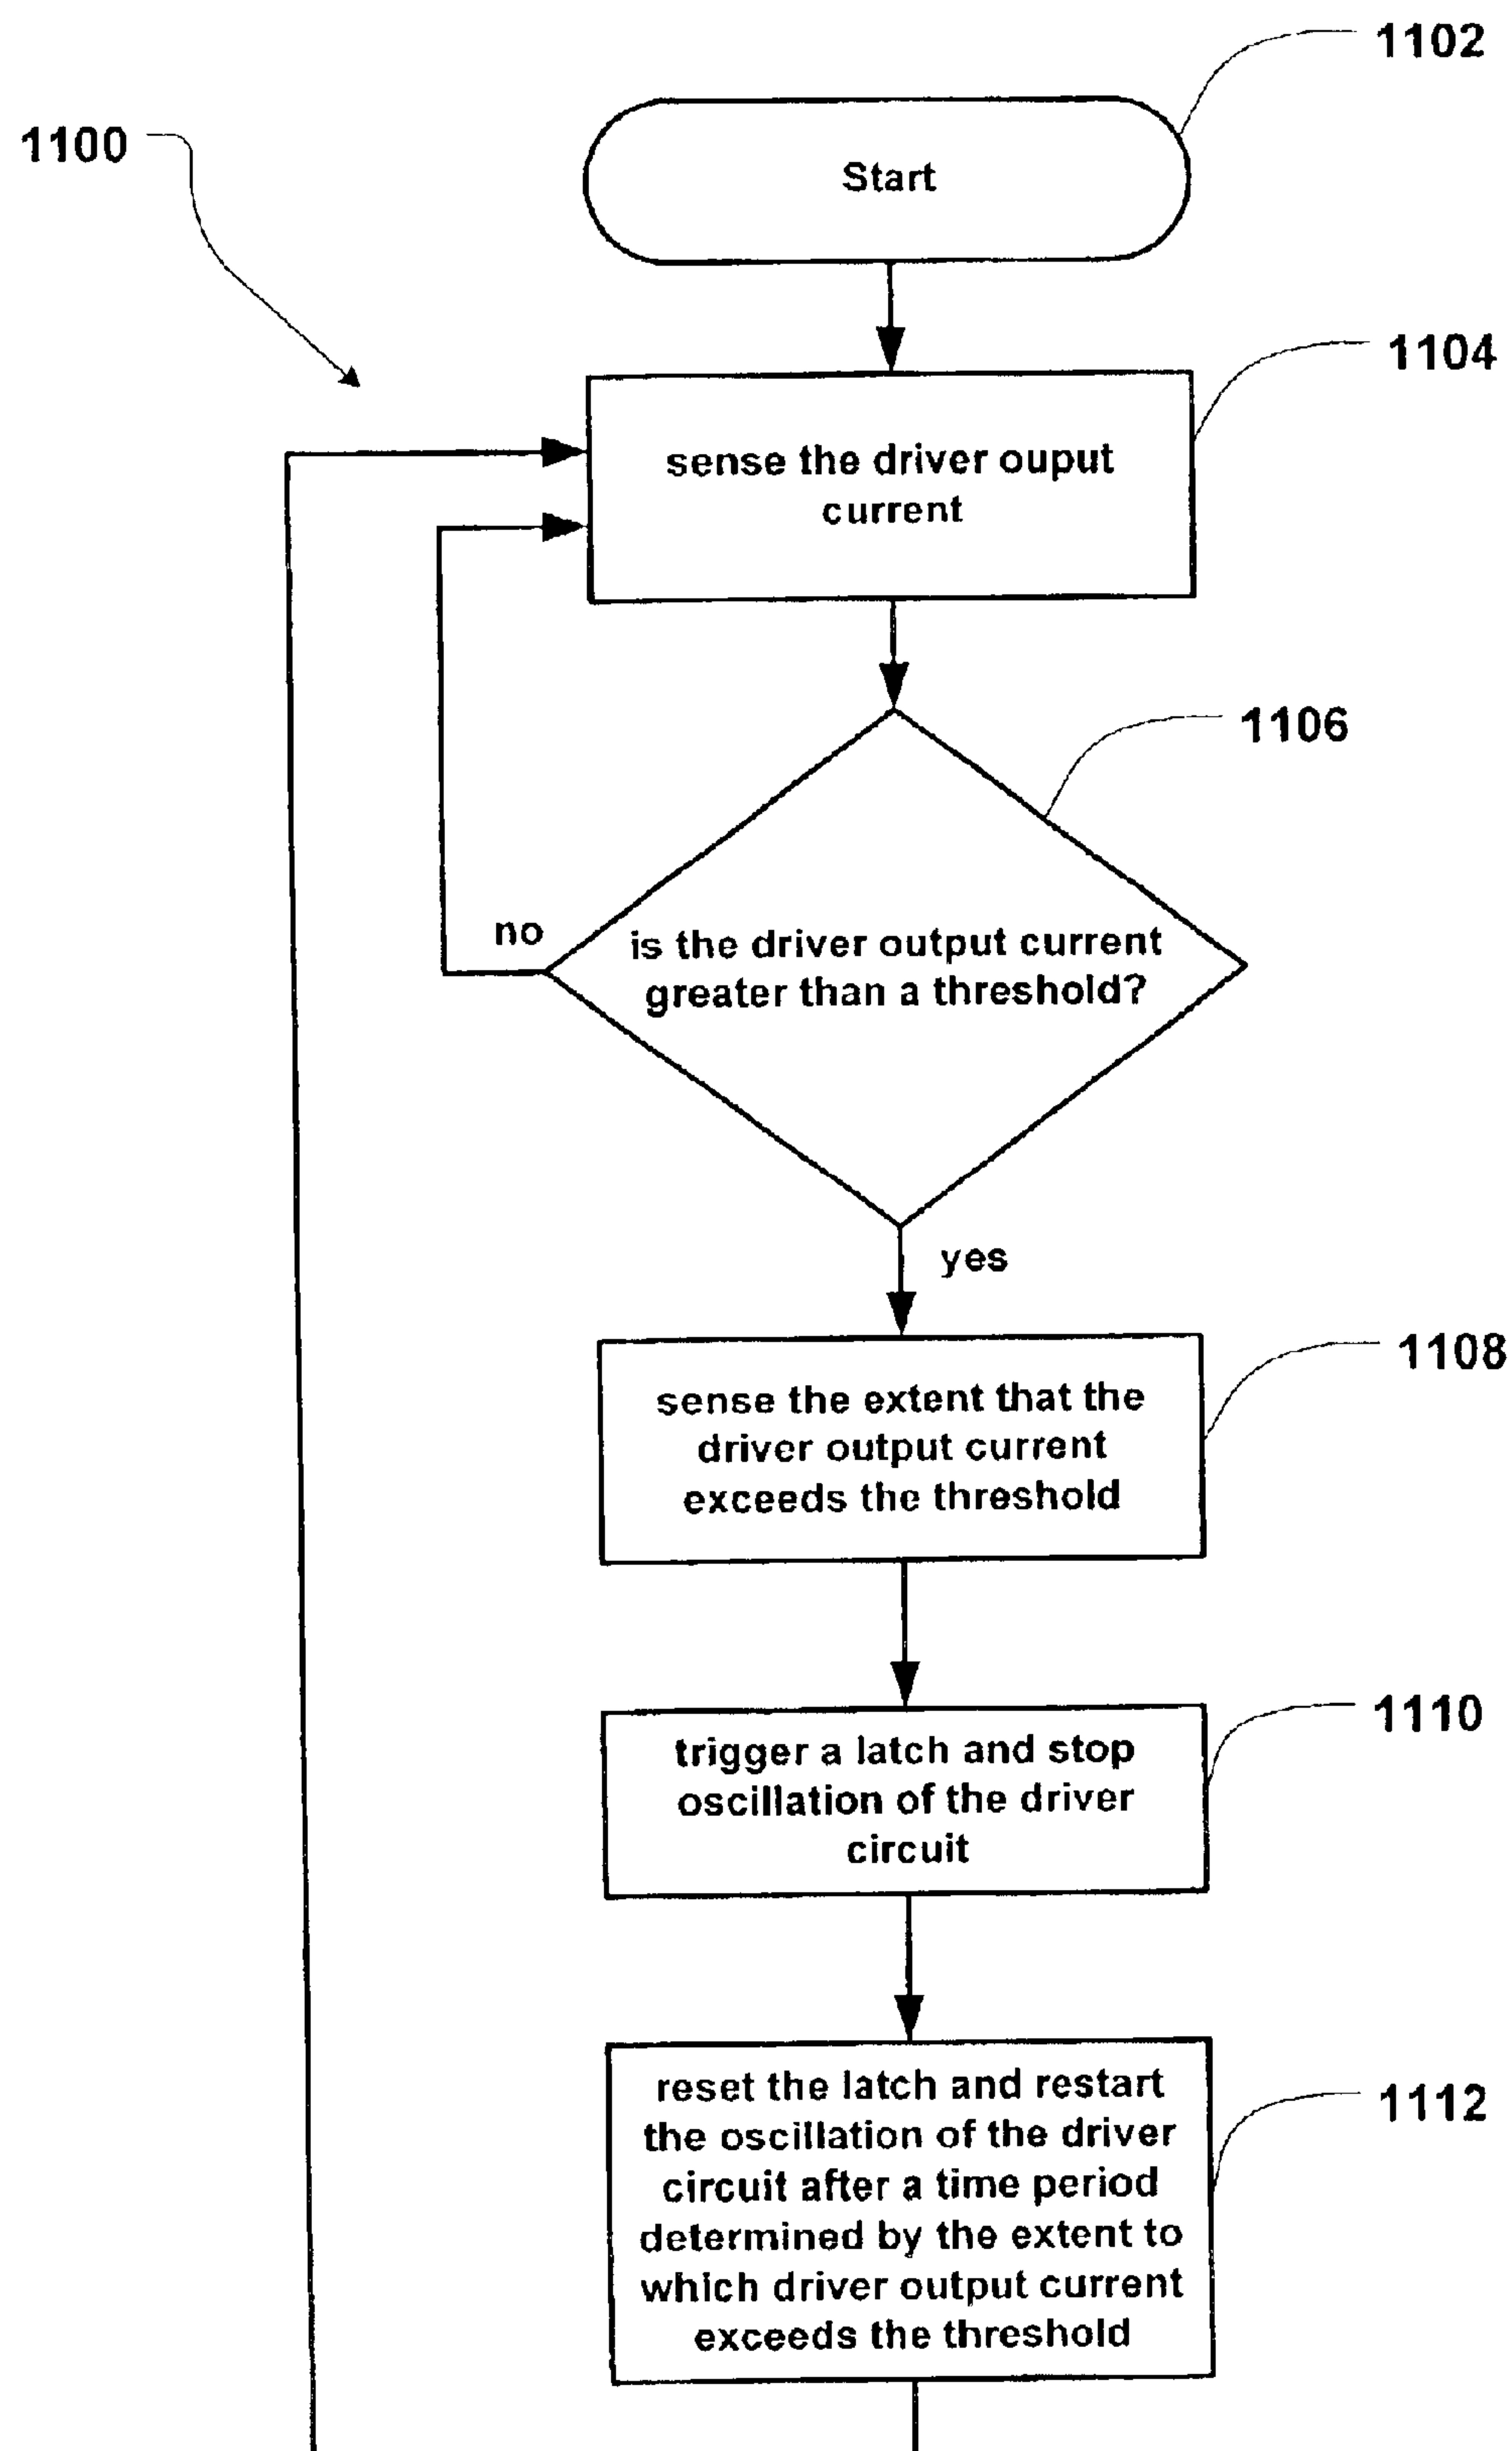 1102
1100
Start
1104
sense the driver ouput
current
1106
no
is the driver output current
greater than a threshold?
yes
1108
sense the extent that the
driver output current
exceeds the threshold
1110
trigger a latch and stop
oscillation of the driver
circuit
1112
reset the latch and restart
the oscillation of the driver
circuit after a time period
determined by the extent to
which driver output current
exceeds the threshold